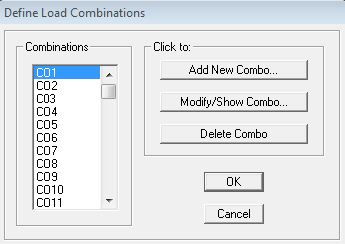 Define Load Combinations
Combinations
CO1
CO2
CO3
CO4
CO5
CO6
CO7
CO8
CO9
CO10
CO11
Click to:
Add New Combo...
Modify/Show Combo...
Delete Combo
OK
Cancel